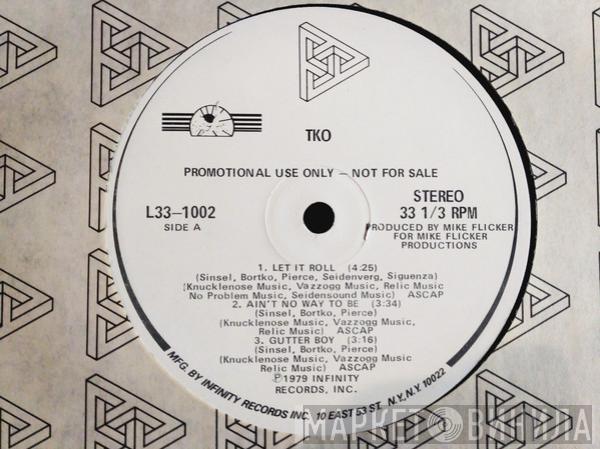 TKO
PROMOTIONAL USE ONLY — NOT FOR SALE
L33-1002
SIDE A
STEREO
33 1/3 RPM
PRODUCED BY MIKE FLICKER
FOR MIKE FLICKER
PRODUCTIONS
1. LET IT ROLL (4:25)
(Sinsel, Bortko, Pierce, Seidenverg, Siguenza)
(Knucklenose Music, Vazzogg Music, Relic Music
No Problem Music, Seidensound Music) ASCAP
2. AIN'T NO WAY TO BE (3:34)
(Sinsel, Bortko, Pierce)
(Knucklenose Music, Vazzogg Music,
Relic Music) ASCAP
3. GUTTER BOY (3:16)
(Sinsel, Bortko, Pierce)
(Knucklenose Music, Vazzogg Music
Relic Music) ASCAP
℗1979 INFINITY
RECORDS, INC.
MFG. BY INFINITY RECORDS INC. 10 EAST 53 ST. N.Y. N.Y. 10022
МАРКЕТ ВИНИЛА